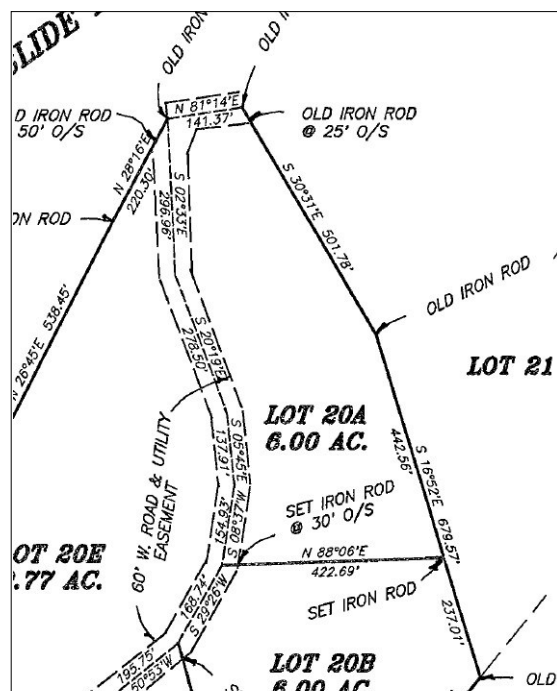 LIDE
OLD IRON ROD
OLD I
N 81°14'E
141.37'
D IRON ROD
50' O/S
OLD IRON ROD
@ 25' O/S
N 28°16'E
220.30'
S 02°33'E
296.96'
S 30°31'E 501.78'
ON ROD
OLD IRON ROD
N 26°45'E 538.45'
S 20°19'E
278.50'
LOT 21
LOT 20A
6.00 AC.
S 05°45'E
137.91'
S 16°52'E 679.57'
442.56'
60' W. ROAD & UTILITY
EASEMENT
SET IRON ROD
@ 30' O/S
S 08°37'W
154.93'
N 88°06'E
422.69'
OT 20E
.77 AC.
SET IRON ROD
S 29°26'W
168.74'
237.01'
195.75'
50°53'W
LOT 20B
6.00 AC.
OLD